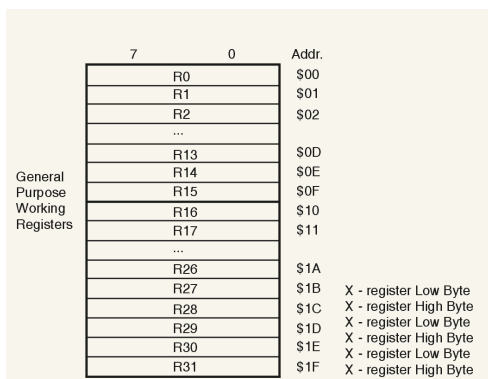 7 0 Addr.
R0 $00
R1 $01
R2 $02
...
R13 $0D
R14 $0E
R15 $0F
R16 $10
R17 $11
...
R26 $1A
R27 $1B X - register Low Byte
R28 $1C X - register High Byte
R29 $1D X - register Low Byte
R30 $1E X - register High Byte
X - register Low Byte
R31 $1F X - register High Byte
General
Purpose
Working
Registers